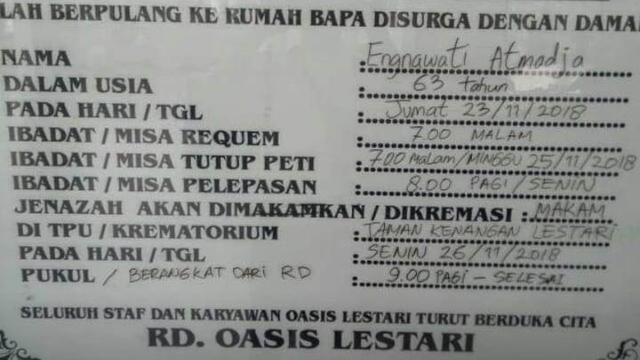 LAH BERPULANG KE RUMAH BAPA DISURGA DENGAN DAMA
NAMA : Engnawati Atmadja
DALAM USIA : 63 tahun
PADA HARI / TGL : Jumat 23/11/2018
IBADAT / MISA REQUEM : 7.00 MALAM
IBADAT / MISA TUTUP PETI : 7.00 Malam/MINGGU 25/11/2018
IBADAT / MISA PELEPASAN : 8.00 PAGI / SENIN
JENAZAH AKAN DIMAKAMKAN / DIKREMASI : MAKAM
DI TPU / KREMATORIUM : TAMAN KENANGAN LESTARI
PADA HARI / TGL : SENIN 26/11/2018
PUKUL / BERANGKAT DARI RD : 9.00 PAGI - SELESAI
SELURUH STAF DAN KARYAWAN OASIS LESTARI TURUT BERDUKA CITA
RD. OASIS LESTARI